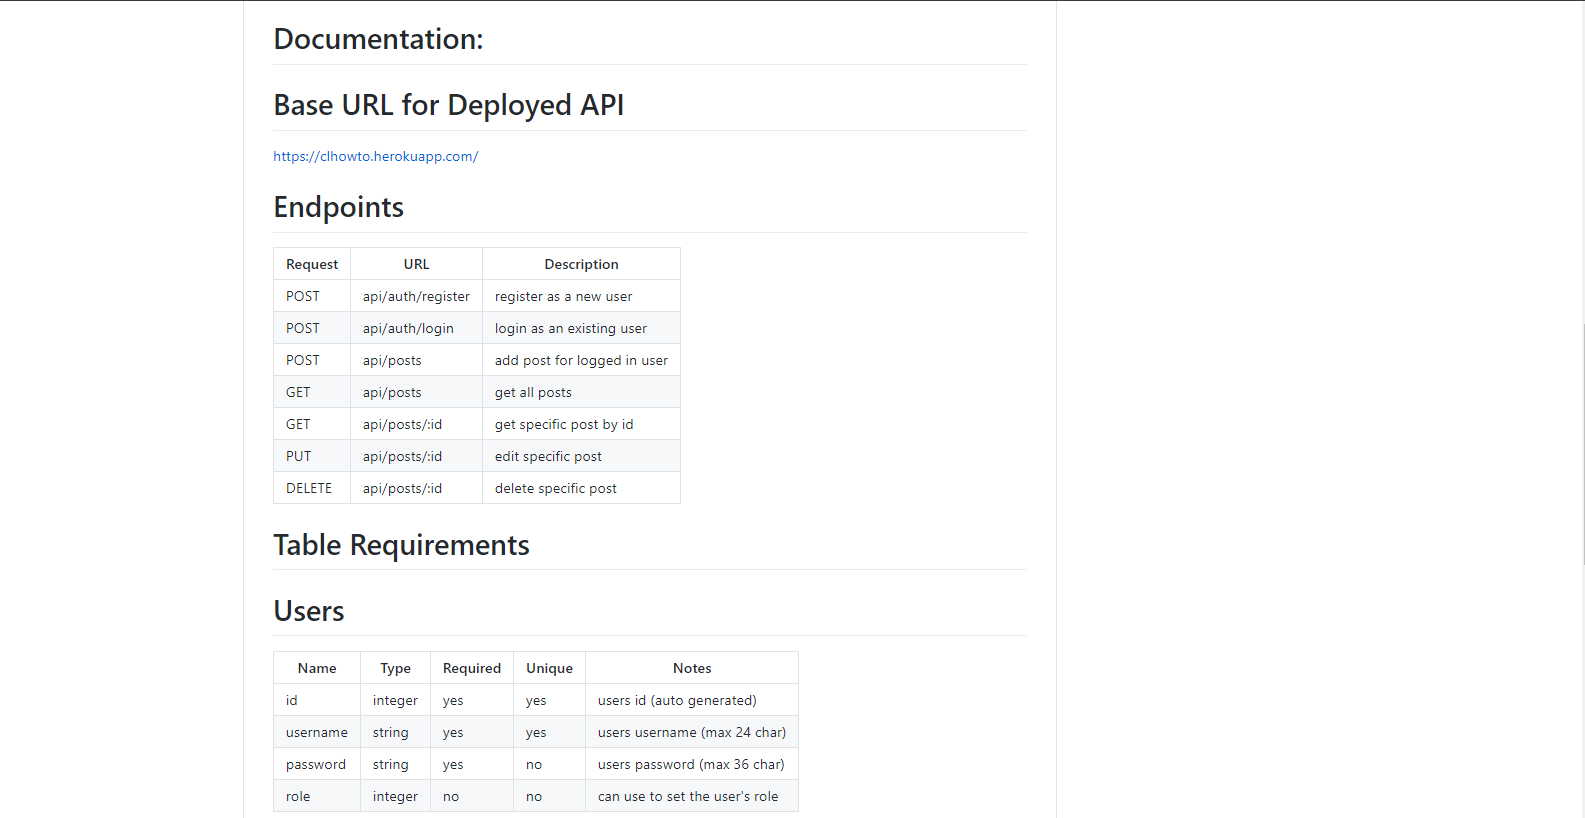 Documentation:
Base URL for Deployed API
https://clhowto.herokuapp.com/
Endpoints
Request URL Description
POST api/auth/register register as a new user
POST api/auth/login login as an existing user
POST api/posts add post for logged in user
GET api/posts get all posts
GET api/posts/:id get specific post by id
PUT api/posts/:id edit specific post
DELETE api/posts/:id delete specific post
Table Requirements
Users
Name Type Required Unique Notes
id integer yes yes users id (auto generated)
username string yes yes users username (max 24 char)
password string yes no users password (max 36 char)
role integer no no can use to set the user's role